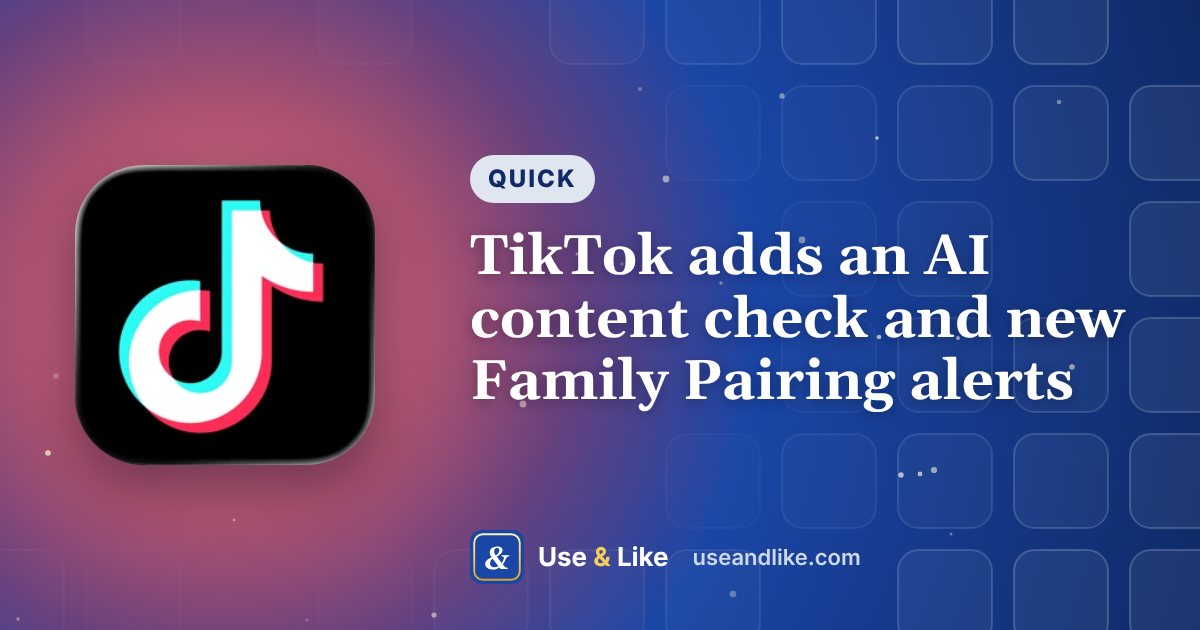 QUICK
TikTok adds an AI
content check and new
Family Pairing alerts
& Use & Like useandlike.com